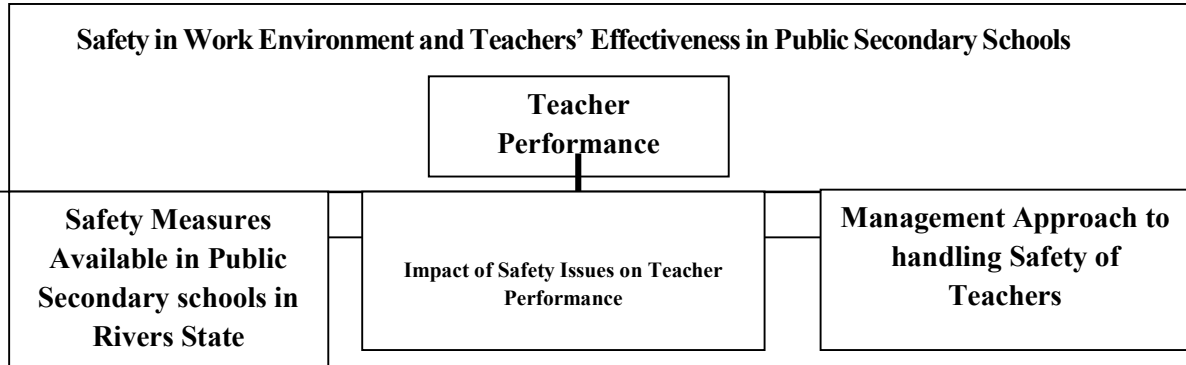 Safety in Work Environment and Teachers’ Effectiveness in Public Secondary Schools
Teacher
Performance
Safety Measures
Available in Public
Secondary schools in
Rivers State
Impact of Safety Issues on Teacher
Performance
Management Approach to
handling Safety of
Teachers